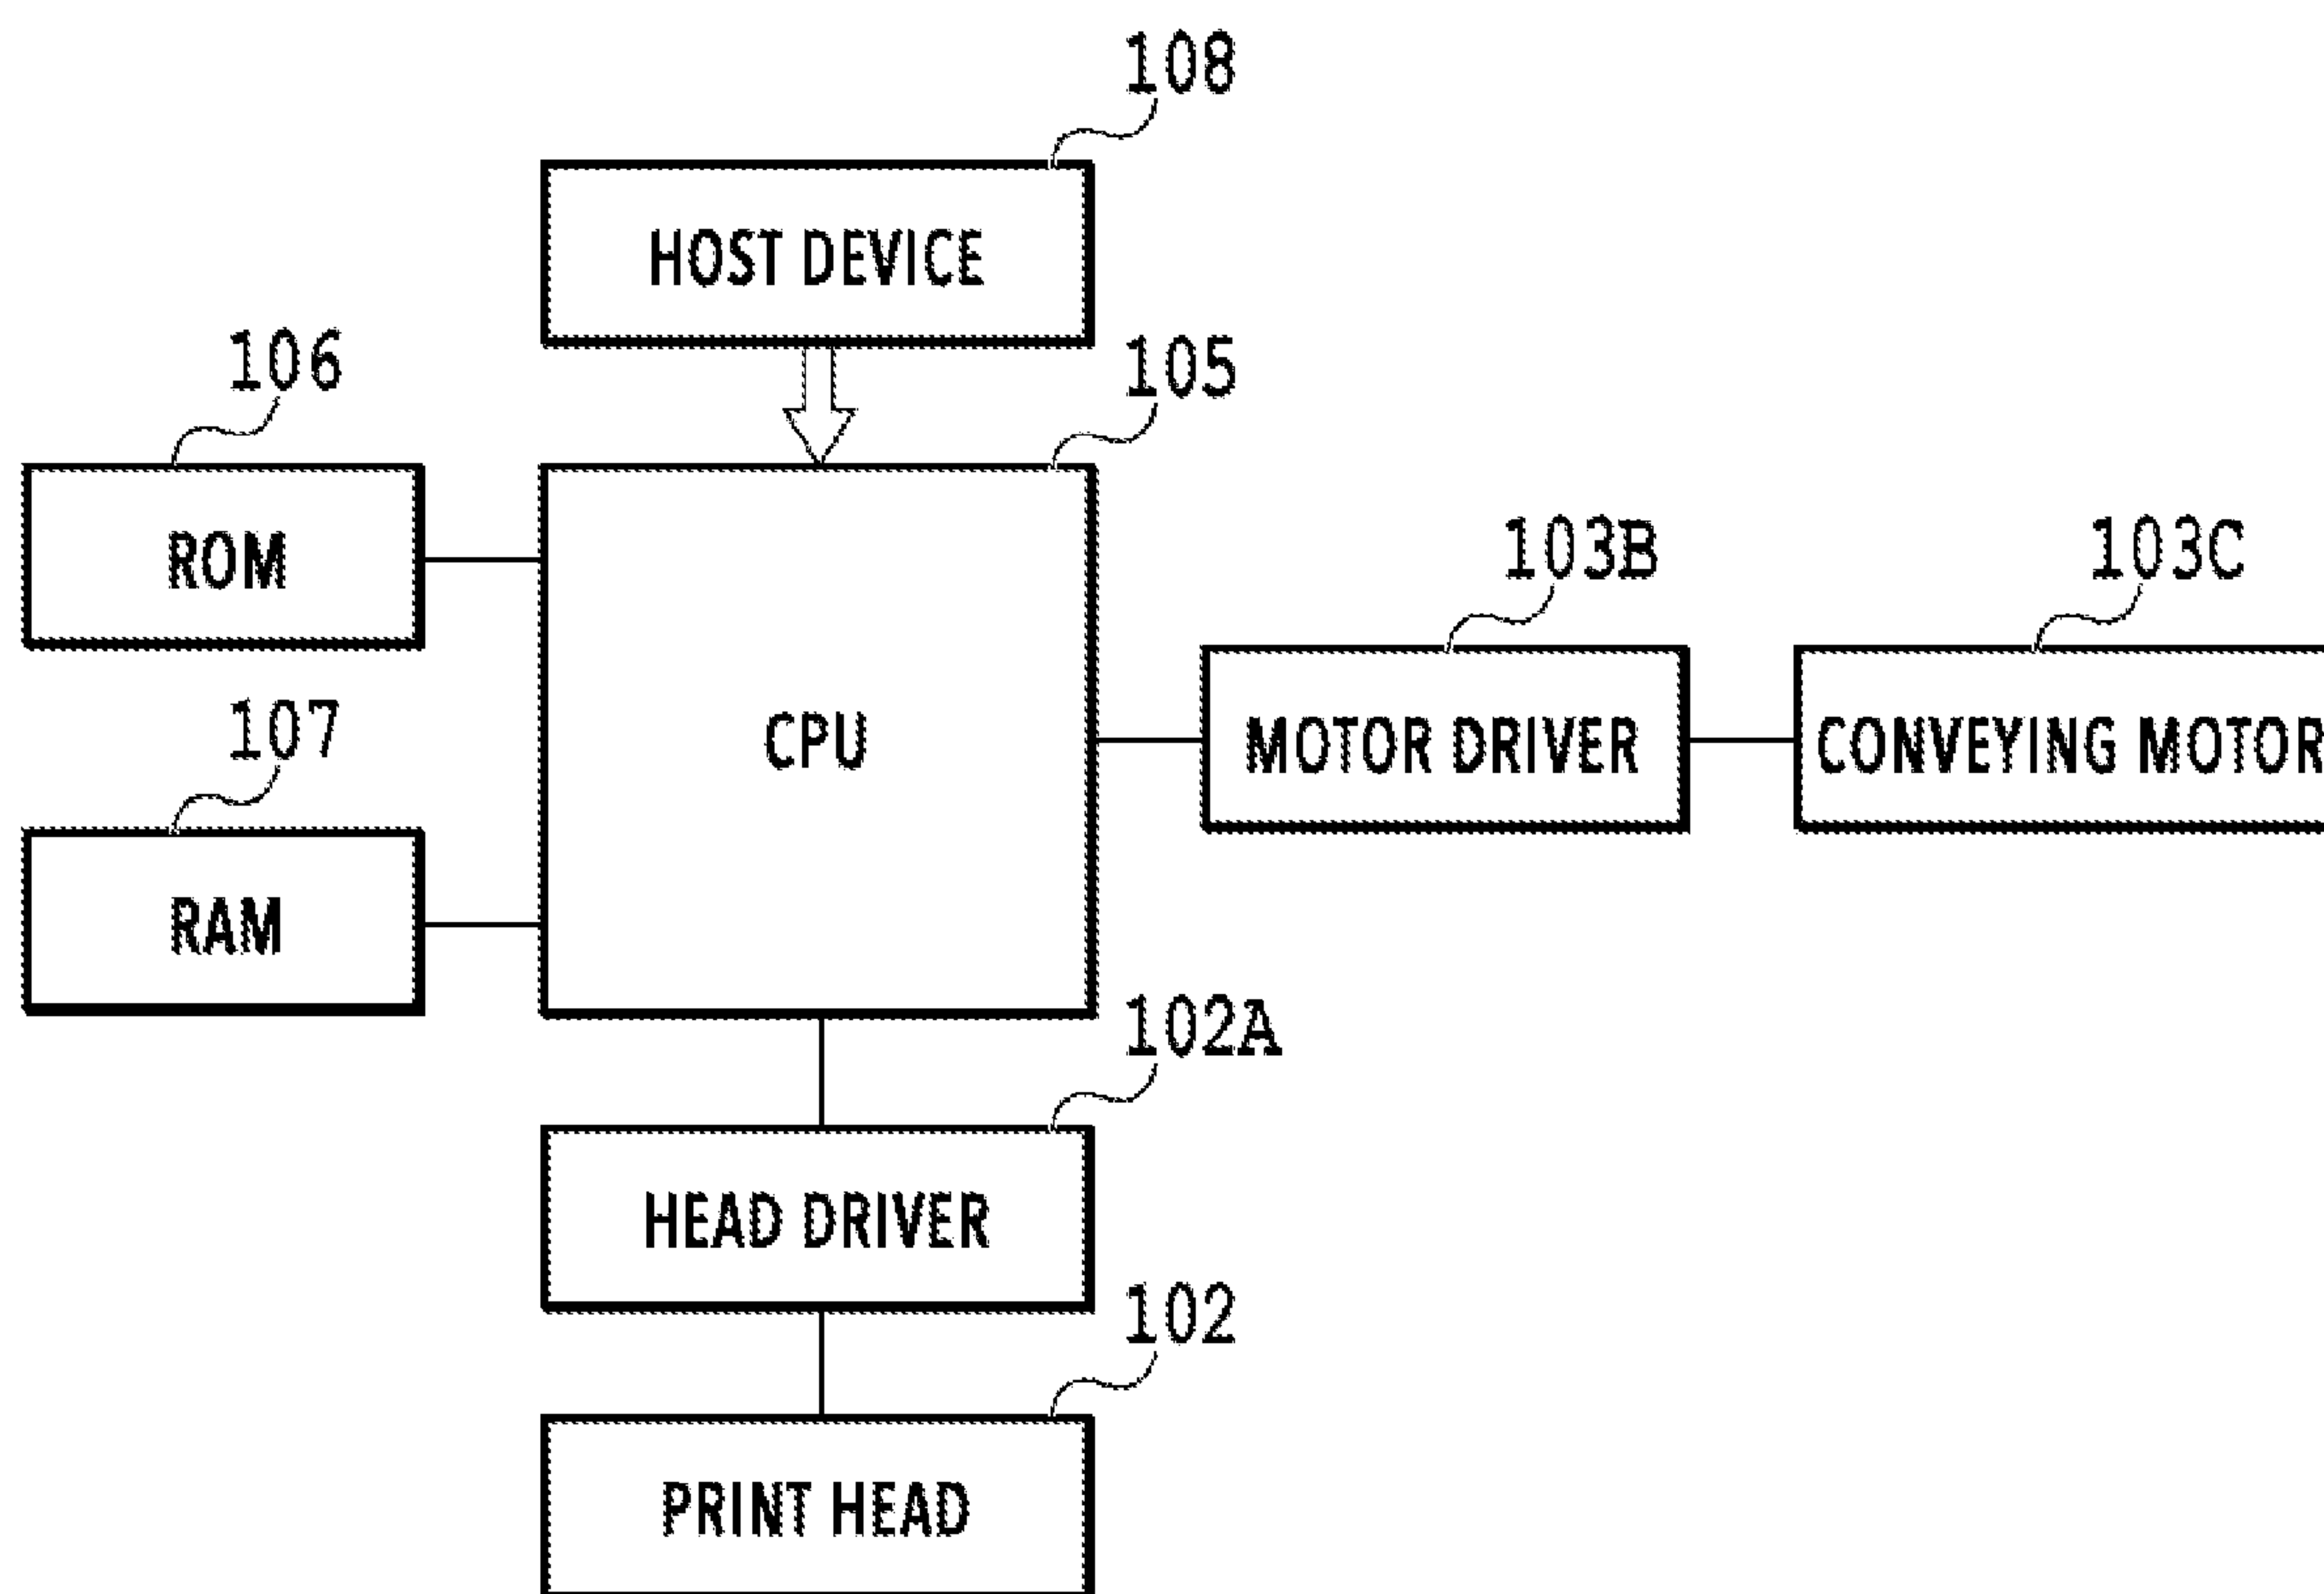 108
HOST DEVICE
106
105
ROM
103B
103C
107
CPU
MOTOR DRIVER
CONVEYING MOTOR
RAM
102A
HEAD DRIVER
102
PRINT HEAD